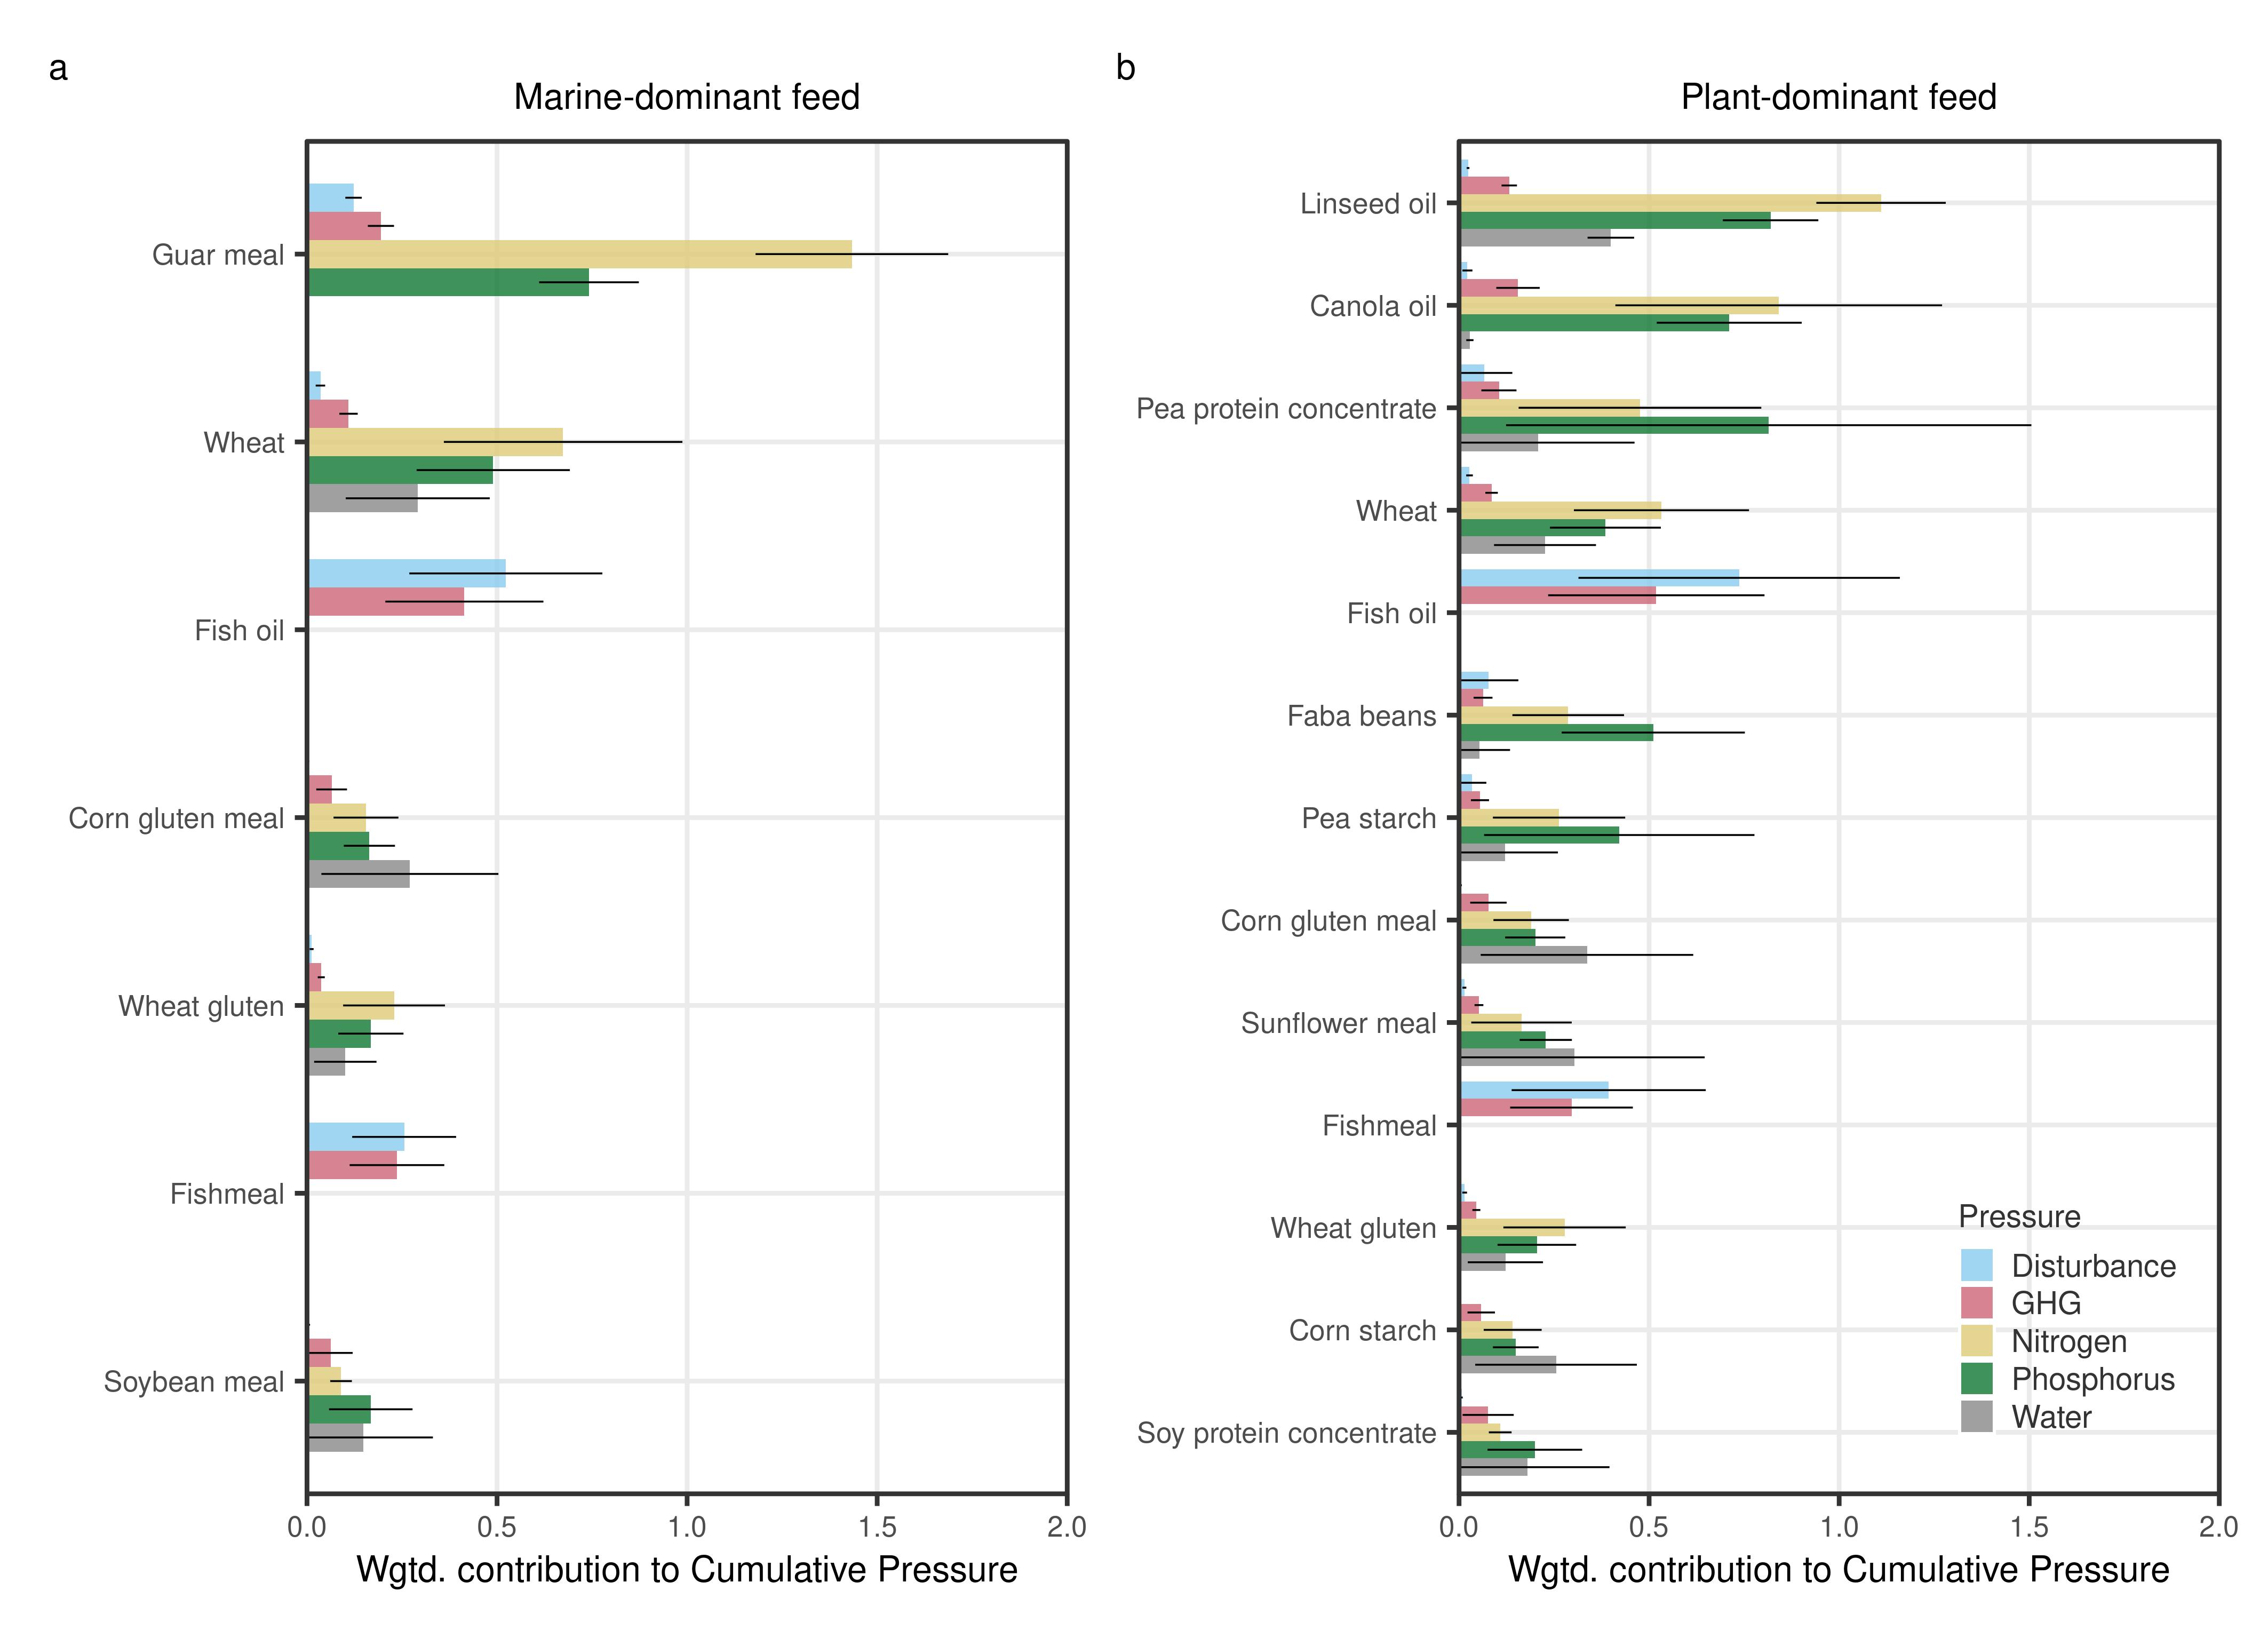 a
Marine-dominant feed
Guar meal
Wheat
Fish oil
Corn gluten meal
Wheat gluten
Fishmeal
Soybean meal
0.0 0.5 1.0 1.5 2.0
Wgtd. contribution to Cumulative Pressure
b
Plant-dominant feed
Linseed oil
Canola oil
Pea protein concentrate
Wheat
Fish oil
Faba beans
Pea starch
Corn gluten meal
Sunflower meal
Fishmeal
Wheat gluten
Corn starch
Soy protein concentrate
Pressure
Disturbance
GHG
Nitrogen
Phosphorus
Water
0.0 0.5 1.0 1.5 2.0
Wgtd. contribution to Cumulative Pressure